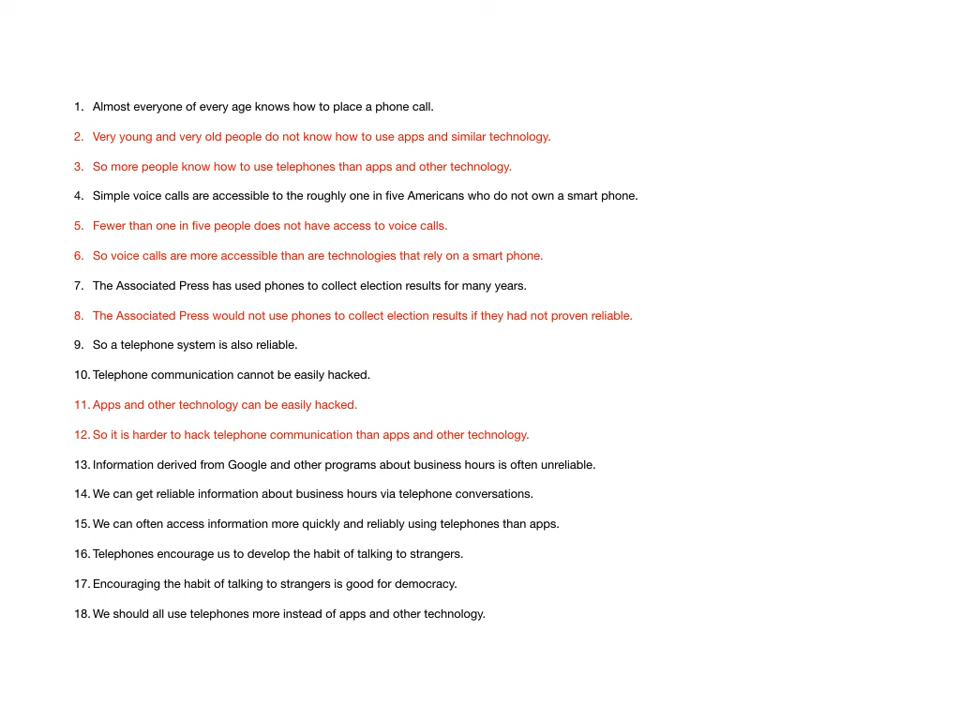 1. Almost everyone of every age knows how to place a phone call.
2. Very young and very old people do not know how to use apps and similar technology.
3. So more people know how to use telephones than apps and other technology.
4. Simple voice calls are accessible to the roughly one in five Americans who do not own a smart phone.
5. Fewer than one in five people does not have access to voice calls.
6. So voice calls are more accessible than are technologies that rely on a smart phone.
7. The Associated Press has used phones to collect election results for many years.
8. The Associated Press would not use phones to collect election results if they had not proven reliable.
9. So a telephone system is also reliable.
10. Telephone communication cannot be easily hacked.
11. Apps and other technology can be easily hacked.
12. So it is harder to hack telephone communication than apps and other technology.
13. Information derived from Google and other programs about business hours is often unreliable.
14. We can get reliable information about business hours via telephone conversations.
15. We can often access information more quickly and reliably using telephones than apps.
16. Telephones encourage us to develop the habit of talking to strangers.
17. Encouraging the habit of talking to strangers is good for democracy.
18. We should all use telephones more instead of apps and other technology.